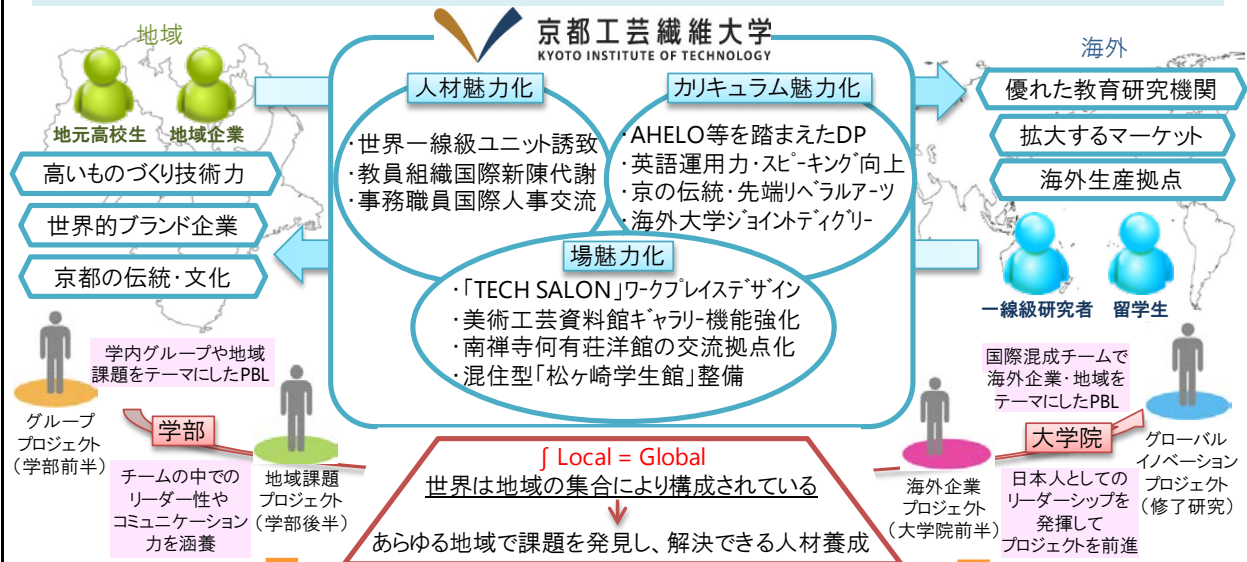 京都工芸繊維大学
KYOTO INSTITUTE OF TECHNOLOGY
地域
地元高校生
地域企業
高いものづくり技術力
世界的ブランド企業
京都の伝統・文化
人材魅力化
・世界一線級ユニット誘致
・教員組織国際新陳代謝
・事務職員国際人事交流
カリキュラム魅力化
・AHELO等を踏まえたDP
・英語運用力・スピーキング向上
・京の伝統・先端リベラルアーツ
・海外大学ジョイントディグリー
場魅力化
・「TECH SALON」ワークプレイスデザイン
・美術工芸資料館ギャラリー機能強化
・南禅寺何有荘洋館の交流拠点化
・混住型「松ヶ崎学生館」整備
海外
優れた教育研究機関
拡大するマーケット
海外生産拠点
一線級研究者
留学生
学内グループや地域
課題をテーマにしたPBL
グループ
プロジェクト
(学部前半)
学部
チームの中での
リーダー性や
コミュニケーション
力を涵養
地域課題
プロジェクト
(学部後半)
∫ Local = Global
世界は地域の集合により構成されている
あらゆる地域で課題を発見し、解決できる人材養成
国際混成チームで
海外企業・地域を
テーマにしたPBL
海外企業
プロジェクト
(大学院前半)
大学院
日本人としての
リーダーシップを
発揮して
プロジェクトを前進
グローバル
イノベーション
プロジェクト
(修了研究)